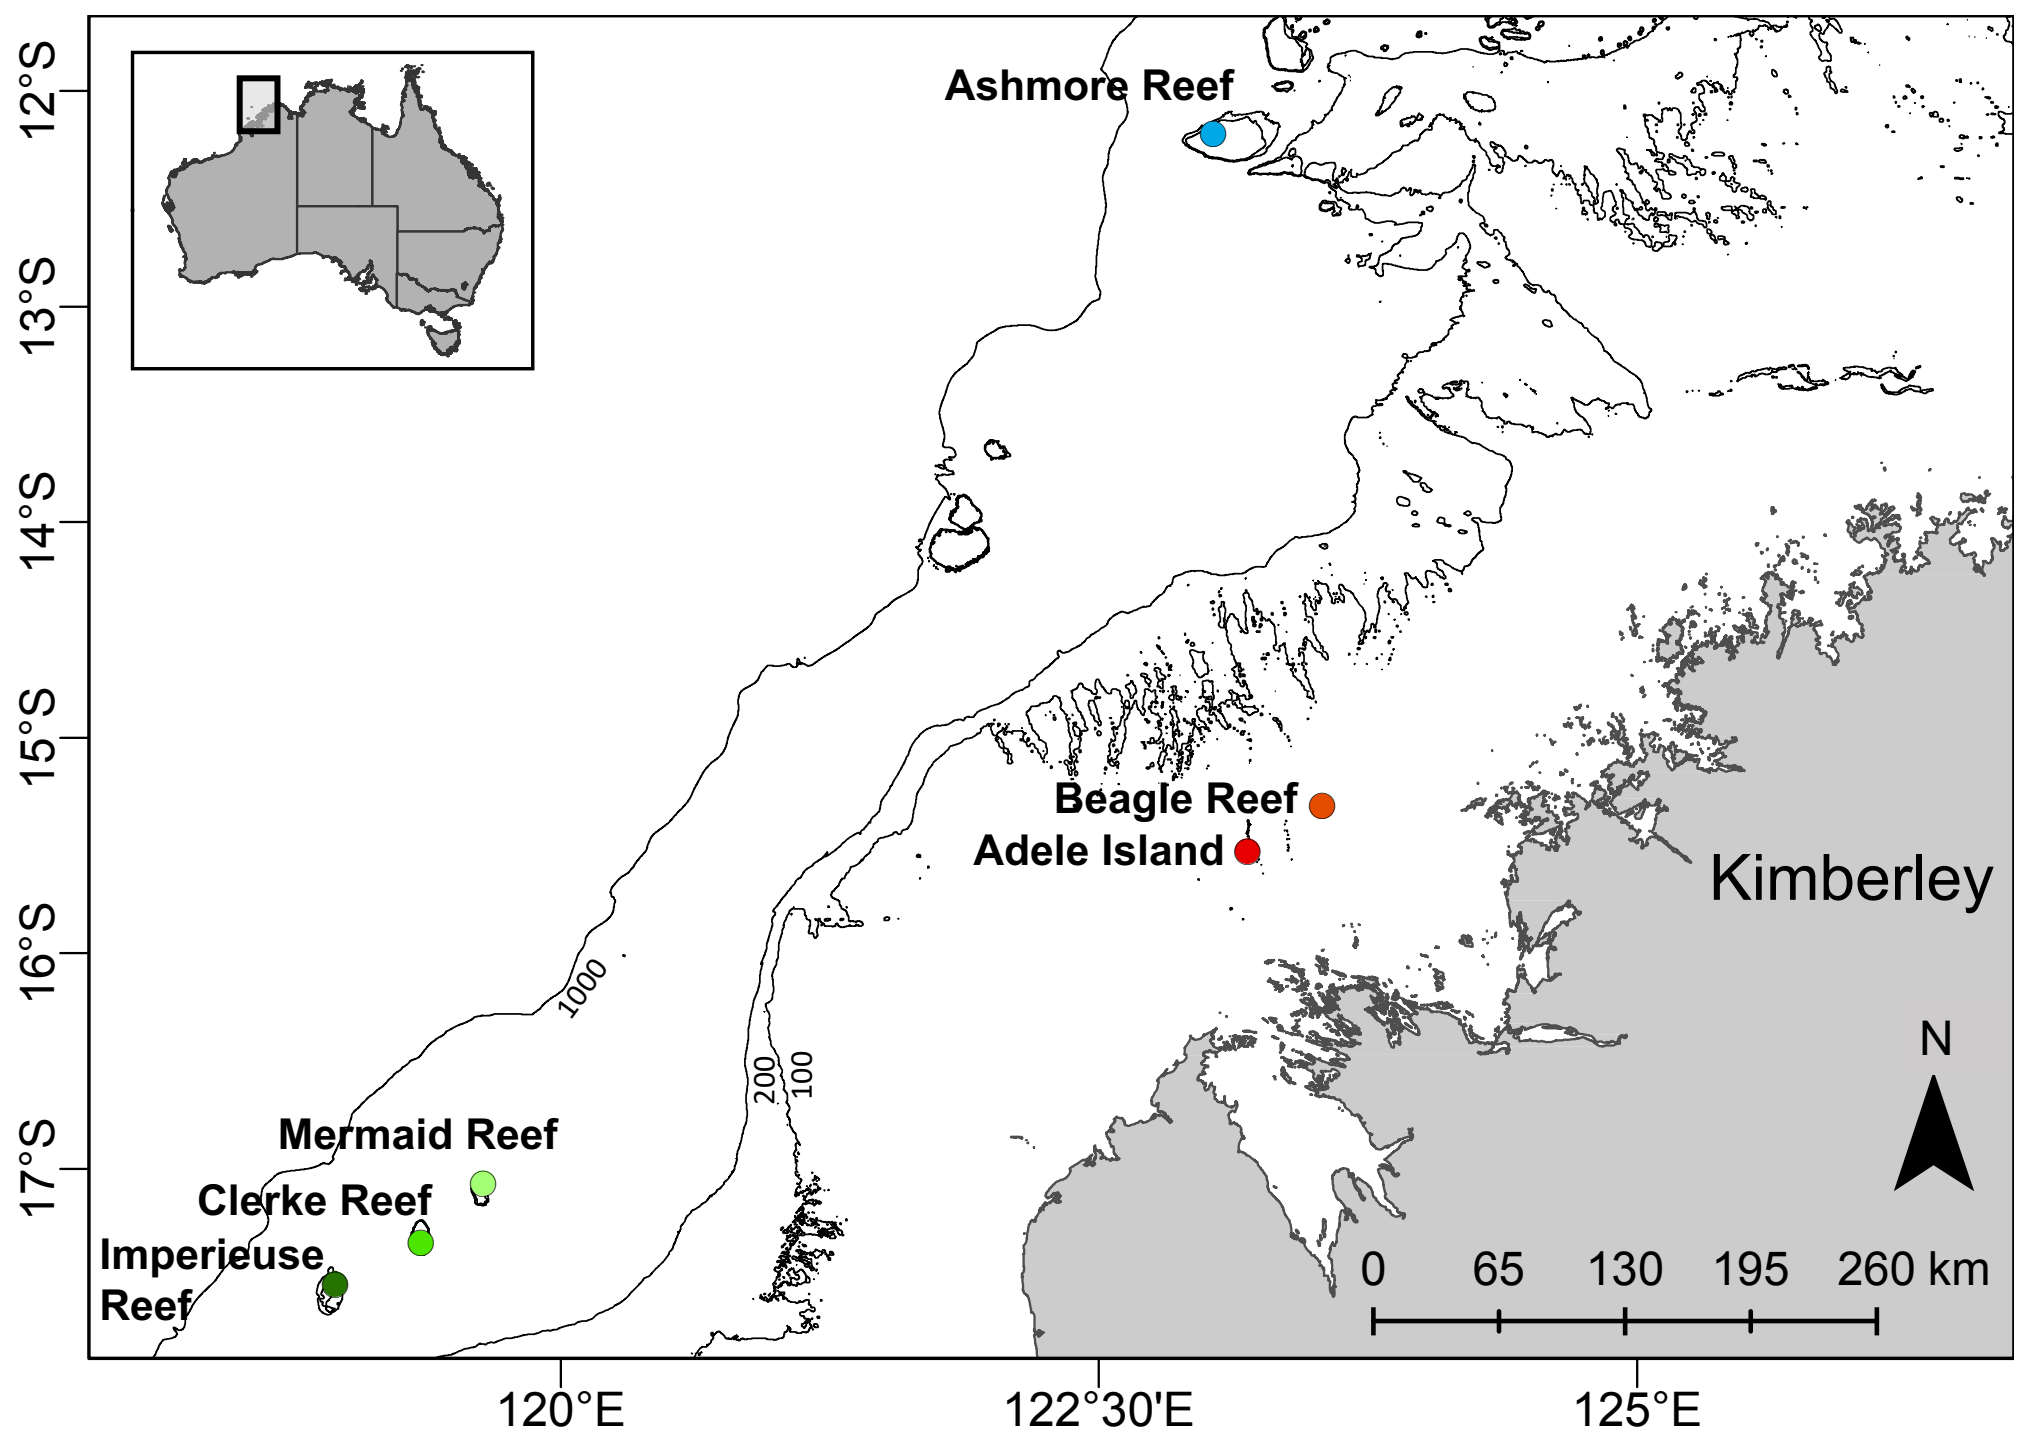 Ashmore Reef
12°S
13°S
14°S
15°S
Beagle Reef
Adele Island
Kimberley
16°S
1000
200
100
N
Mermaid Reef
17°S
Clerke Reef
Imperieuse
Reef
0 65 130 195 260 km
120°E 122°30'E 125°E